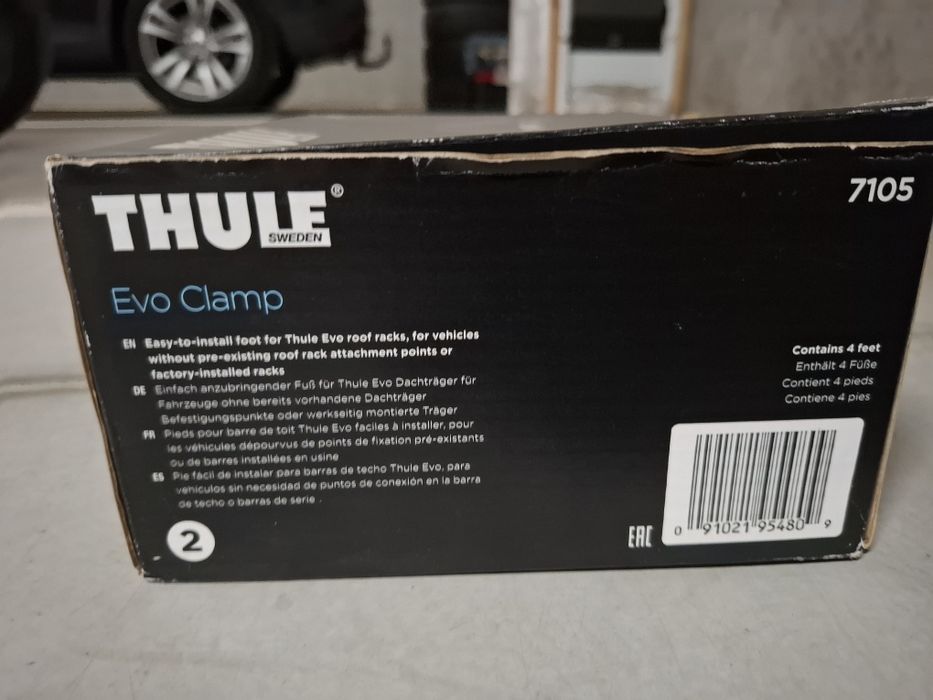 THULE®
SWEDEN
7105
Evo Clamp
EN Easy-to-install foot for Thule Evo roof racks, for vehicles
without pre-existing roof rack attachment points or
factory-installed racks
DE Einfach anzubringender Fuß für Thule Evo Dachträger für
Fahrzeuge ohne bereits vorhandene Dachträger
Befestigungspunkte oder werkseitig montierte Träger
FR Pieds pour barre de toit Thule Evo faciles à installer, pour
les véhicules dépourvus de points de fixation pré-existants
ou de barres installées en usine
ES Pie fácil de instalar para barras de techo Thule Evo, para
vehículos sin necesidad de puntos de conexión en la barra
de techo o barras de serie .
Contains 4 feet
Enthält 4 Füße
Contient 4 pieds
Contiene 4 pies
2
EAC
0 91021 95480 9